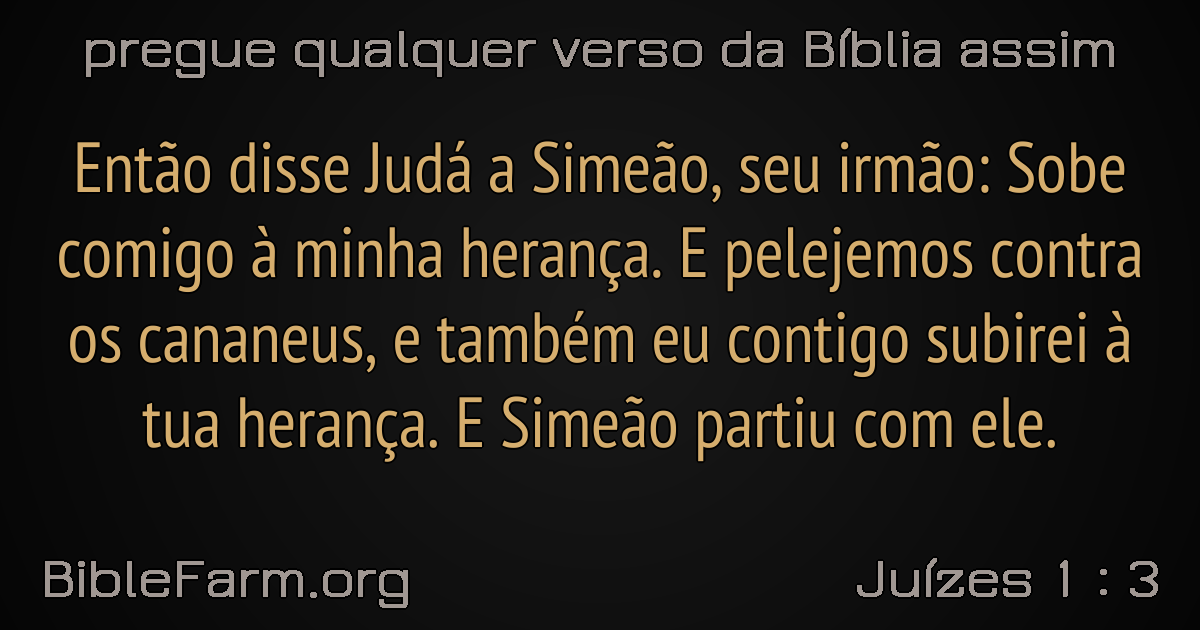 pregue qualquer verso da Bíblia assim
Então disse Judá a Simeão, seu irmão: Sobe
comigo à minha herança. E pelejemos contra
os cananeus, e também eu contigo subirei à
tua herança. E Simeão partiu com ele.
BibleFarm.org
Juízes 1 : 3